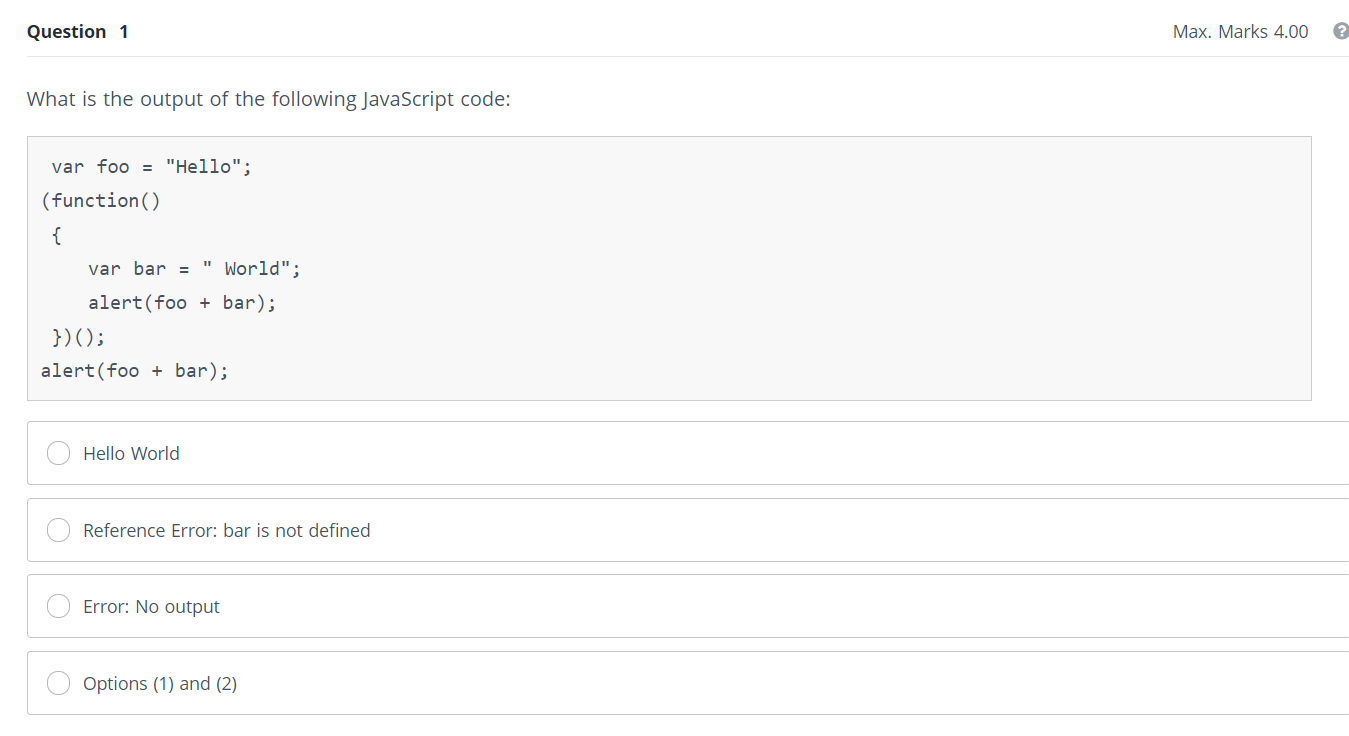 Question 1
Max. Marks 4.00
?
What is the output of the following JavaScript code:
var foo = "Hello";
(function()
{
var bar = " World";
alert(foo + bar);
})();
alert(foo + bar);
Hello World
Reference Error: bar is not defined
Error: No output
Options (1) and (2)